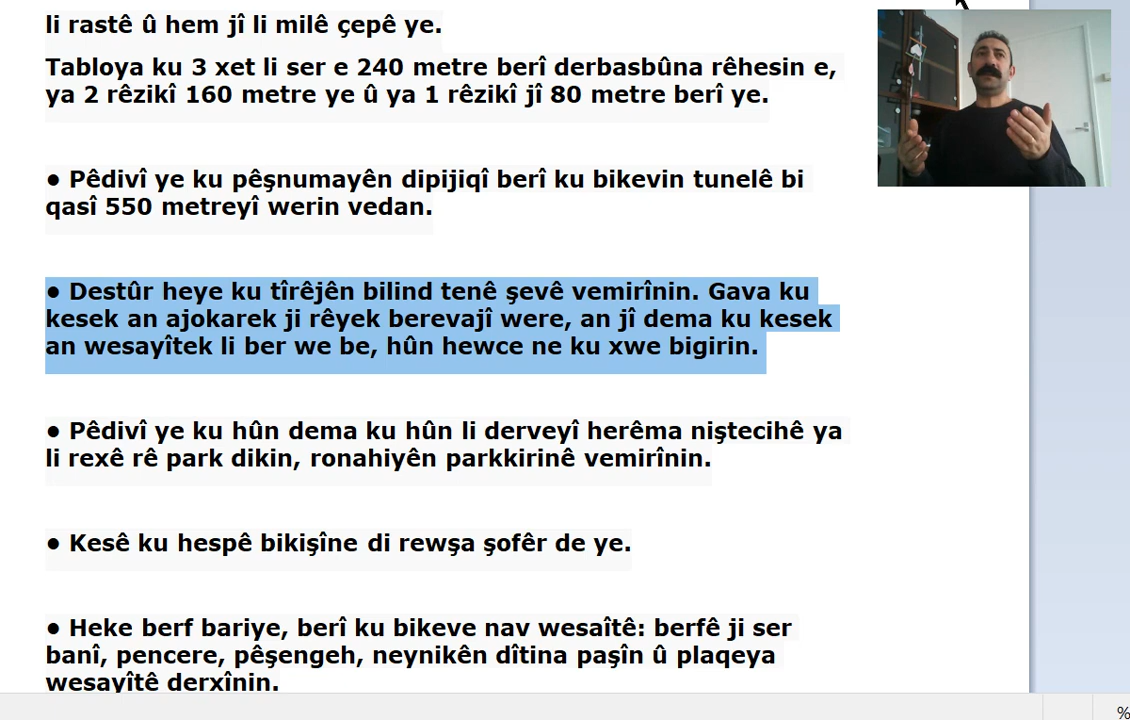 li rastê û hem jî li milê çepê ye.
Tabloya ku 3 xet li ser e 240 metre berî derbasbûna rêhesin e,
ya 2 rêzikî 160 metre ye û ya 1 rêzikî jî 80 metre berî ye.
● Pêdivî ye ku pêşnumayên dipijiqî berî ku bikevin tunelê bi
qasî 550 metreyî werin vedan.
● Destûr heye ku tîrêjên bilind tenê şevê vemirînin. Gava ku
kesek an ajokarek ji rêyek berevajî were, an jî dema ku kesek
an wesayîtek li ber we be, hûn hewce ne ku xwe bigirin.
● Pêdivî ye ku hûn dema ku hûn li derveyî herêma niştecihê ya
li rexê rê park dikin, ronahiyên parkkirinê vemirînin.
● Kesê ku hespê bikişîne di rewşa şofêr de ye.
● Heke berf bariye, berî ku bikeve nav wesaîtê: berfê ji ser
banî, pencere, pêşengeh, neynikên dîtina paşîn û plaqeya
wesayîtê derxînin.
%